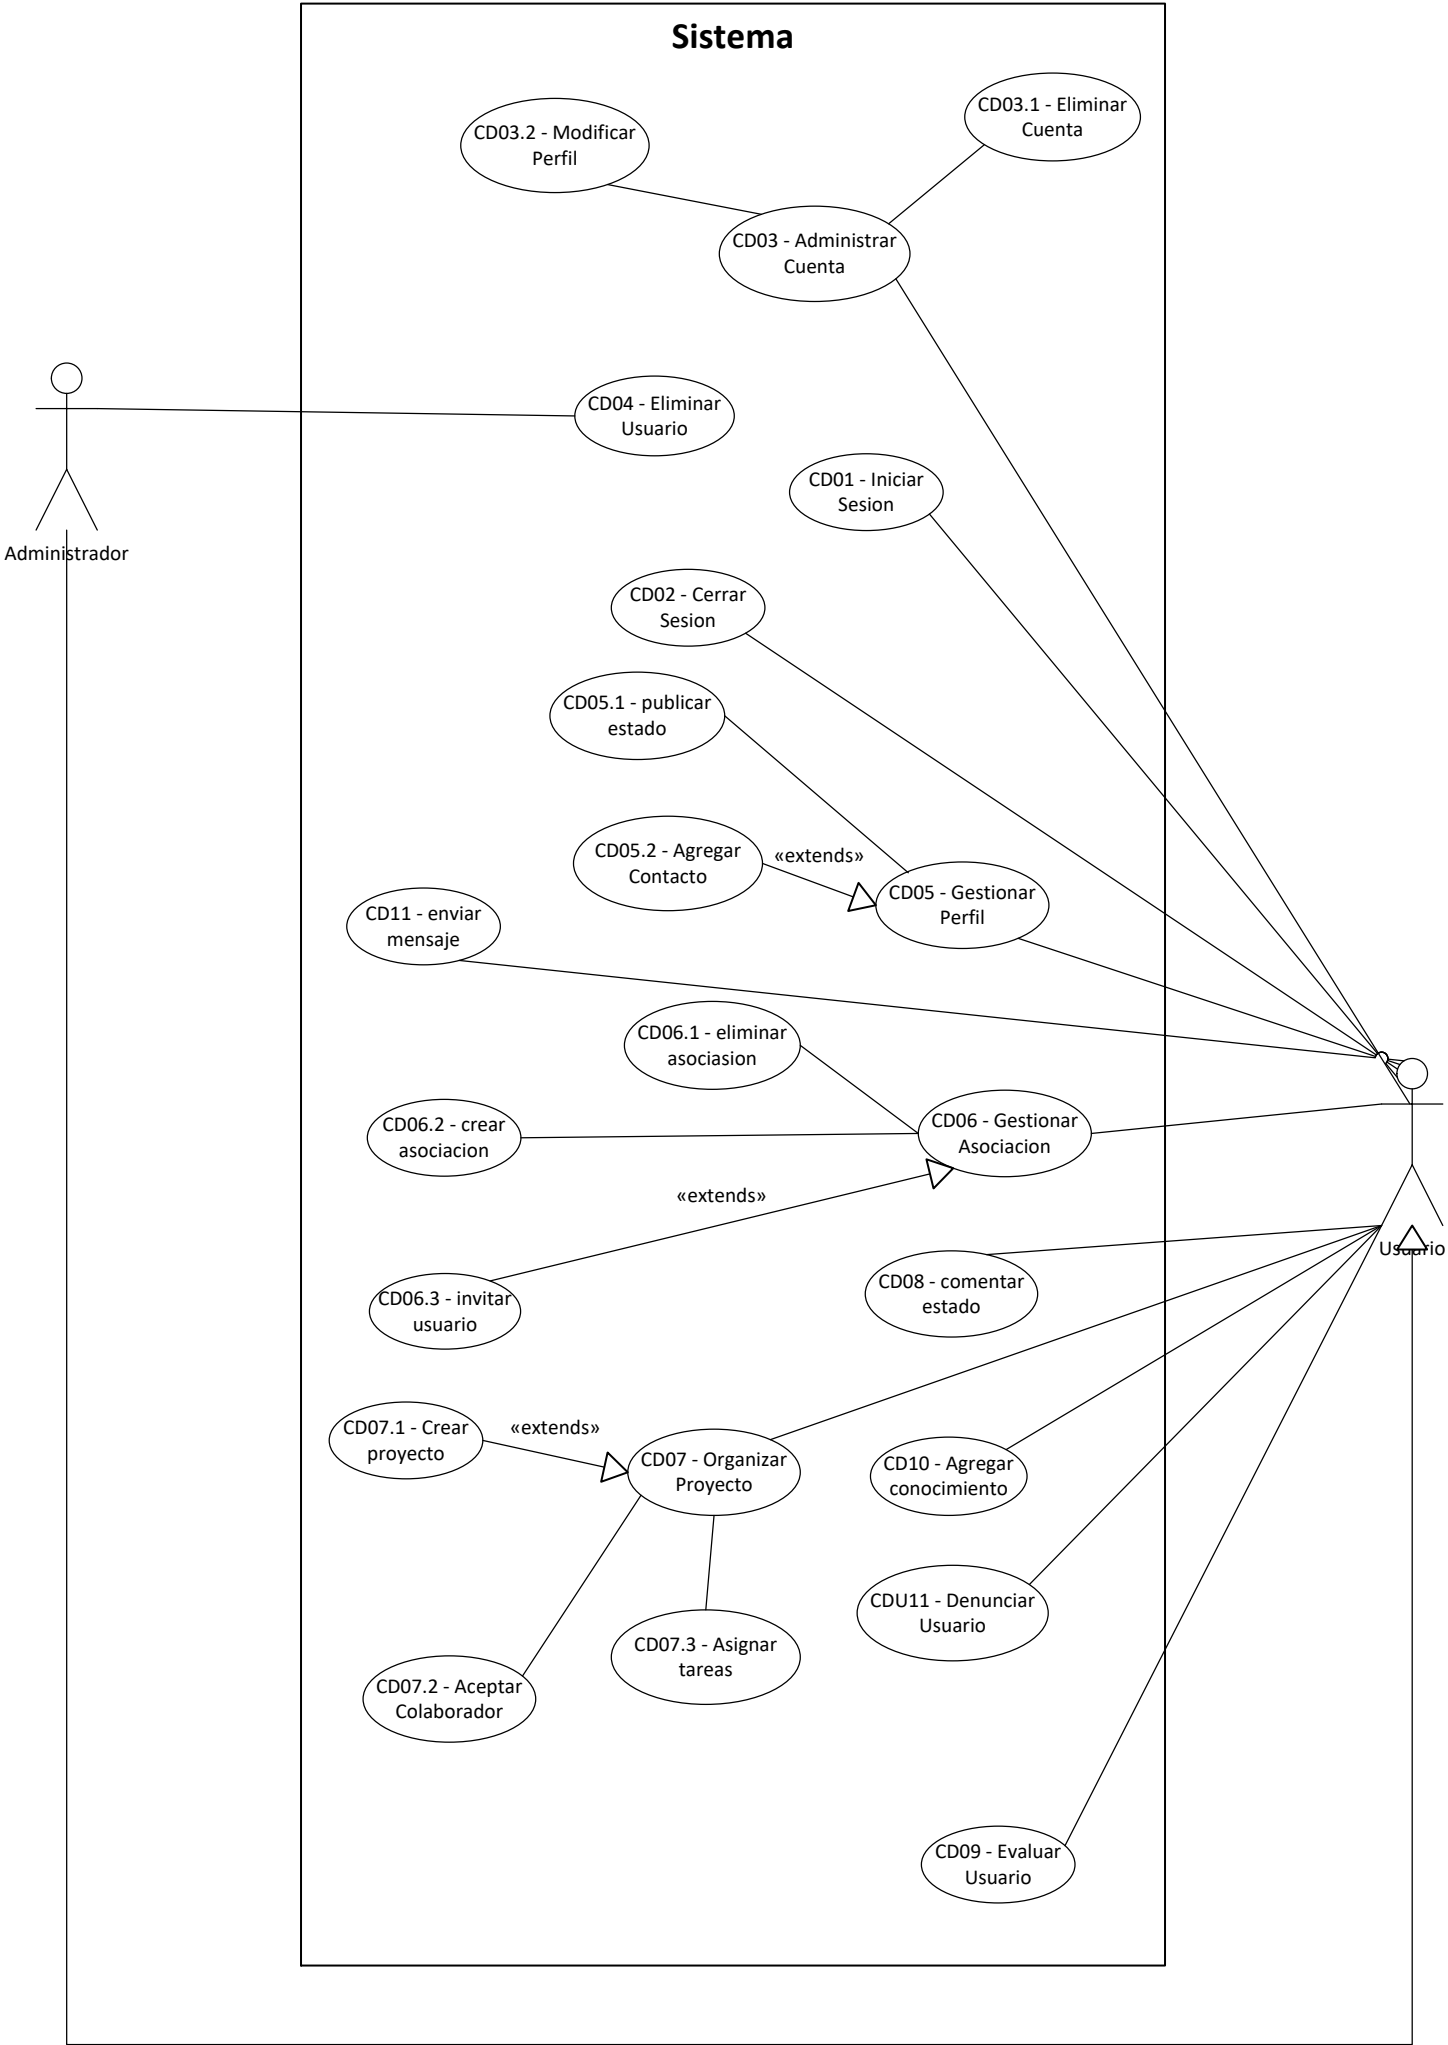 Sistema
CD03.1 - Eliminar
Cuenta
CD03.2 - Modificar
Perfil
CD03 - Administrar
Cuenta
CD04 - Eliminar
Usuario
CD01 - Iniciar
Sesion
Administrador
CD02 - Cerrar
Sesion
CD05.1 - publicar
estado
CD05.2 - Agregar
Contacto
«extends»
CD05 - Gestionar
Perfil
CD11 - enviar
mensaje
CD06.1 - eliminar
asociasion
CD06.2 - crear
asociacion
CD06 - Gestionar
Asociacion
«extends»
Usuario
CD08 - comentar
estado
CD06.3 - invitar
usuario
CD07.1 - Crear
proyecto
«extends»
CD07 - Organizar
Proyecto
CD10 - Agregar
conocimiento
CDU11 - Denunciar
Usuario
CD07.3 - Asignar
tareas
CD07.2 - Aceptar
Colaborador
CD09 - Evaluar
Usuario